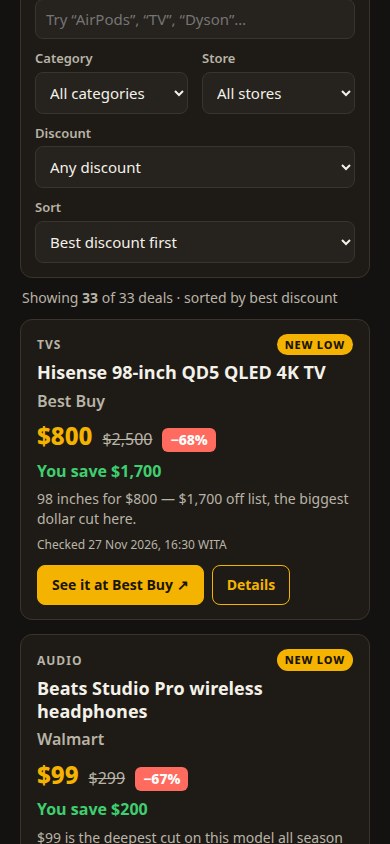 Try “AirPods”, “TV”, “Dyson”…
Category
Store
All categories
All stores
Discount
Any discount
Sort
Best discount first
Showing 33 of 33 deals · sorted by best discount
TVS
NEW LOW
Hisense 98-inch QD5 QLED 4K TV
Best Buy
$800 $2,500 −68%
You save $1,700
98 inches for $800 — $1,700 off list, the biggest
dollar cut here.
Checked 27 Nov 2026, 16:30 WITA
See it at Best Buy ↗
Details
AUDIO
NEW LOW
Beats Studio Pro wireless
headphones
Walmart
$99 $299 −67%
You save $200
$99 is the deepest cut on this model all season